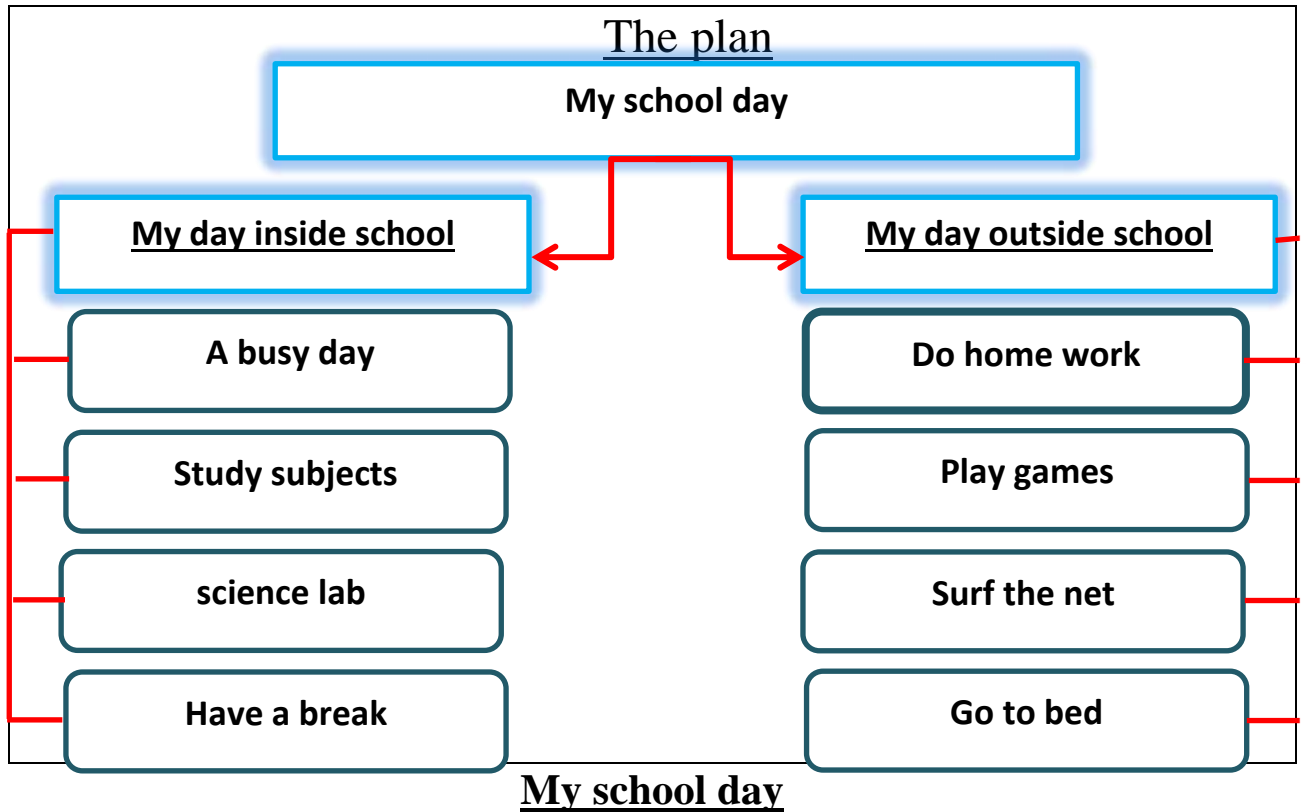 The plan
My school day
My day inside school
My day outside school
A busy day
Do home work
Study subjects
Play games
science lab
Surf the net
Have a break
Go to bed
My school day